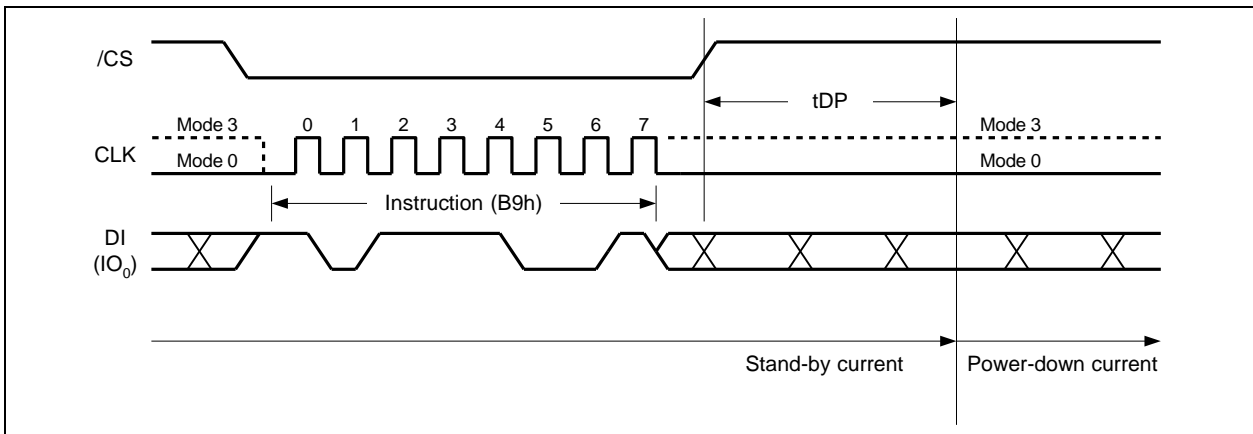 /CS
tDP
Mode 3 0 1 2 3 4 5 6 7 Mode 3
CLK
Mode 0 Mode 0
Instruction (B9h)
DI
(IO0)
Stand-by current Power-down current